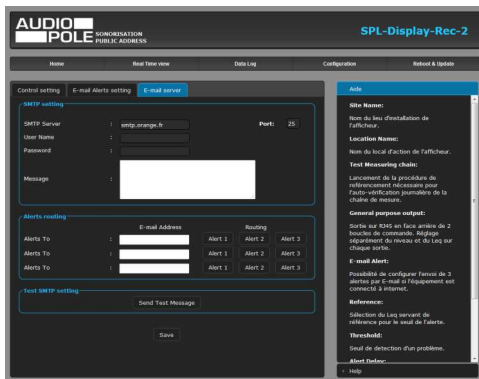 AUDIO
POLE SONORISATION
PUBLIC ADDRESS
SPL-Display-Rec-2
Home Real Time view Data Log Configuration Reboot & Update
Control setting E-mail Alerts setting E-mail server
SMTP setting
SMTP Server : smtp.orange.fr Port: 25
User Name :
Password :
Message :
Alerts routing
E-mail Address Routing
Alerts To : Alert 1 Alert 2 Alert 3
Alerts To : Alert 1 Alert 2 Alert 3
Alerts To : Alert 1 Alert 2 Alert 3
Test SMTP setting
Send Test Message
Save
Aide
Site Name:
Nom du lieu d'installation de
l'afficheur.
Location Name:
Nom du local d'action de l'afficheur.
Test Measuring chain:
Lancement de la procédure de
référencement nécessaire pour
l'auto-vérification journalière de la
chaîne de mesure.
General purpose output:
Sortie sur RJ45 en face arrière de 2
boucles de commande. Réglage
séparément du niveau et du Leq sur
chaque sortie.
E-mail Alert:
Possibilité de configurer l'envoi de 3
alertes par E-mail si l'équipement est
connecté à internet.
Reference:
Sélection du Leq servant de
référence pour le seuil de l'alerte.
Threshold:
Seuil de detection d'un problème.
Alert Delay:
Help